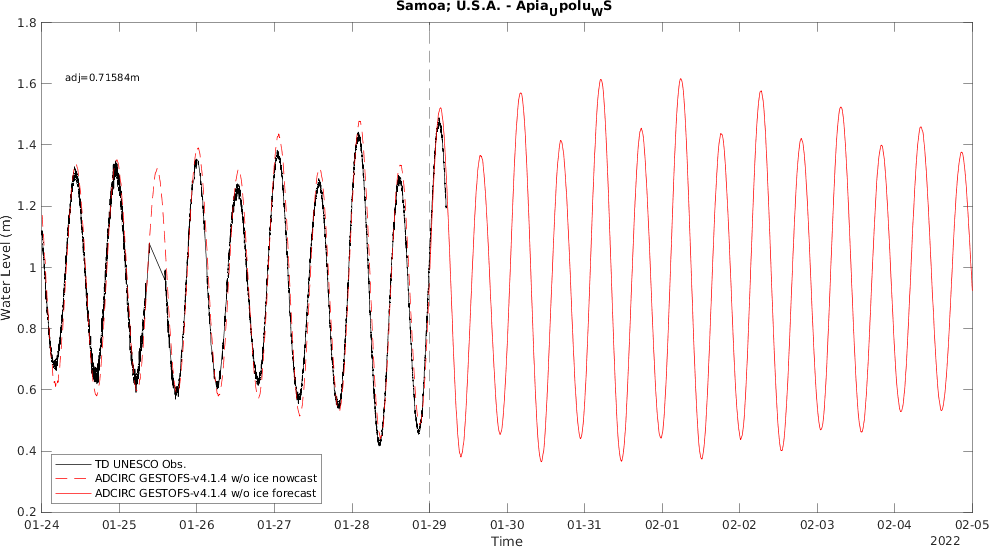 Samoa; U.S.A. - ApiaUpoluWS
1.8
1.6
1.4
1.2
1
0.8
0.6
0.4
0.2
Water Level (m)
adj=0.71584m
TD UNESCO Obs.
ADCIRC GESTOFS-v4.1.4 w/o ice nowcast
ADCIRC GESTOFS-v4.1.4 w/o ice forecast
01-24 01-25 01-26 01-27 01-28 01-29 01-30 01-31 02-01 02-02 02-03 02-04 02-05
Time
2022